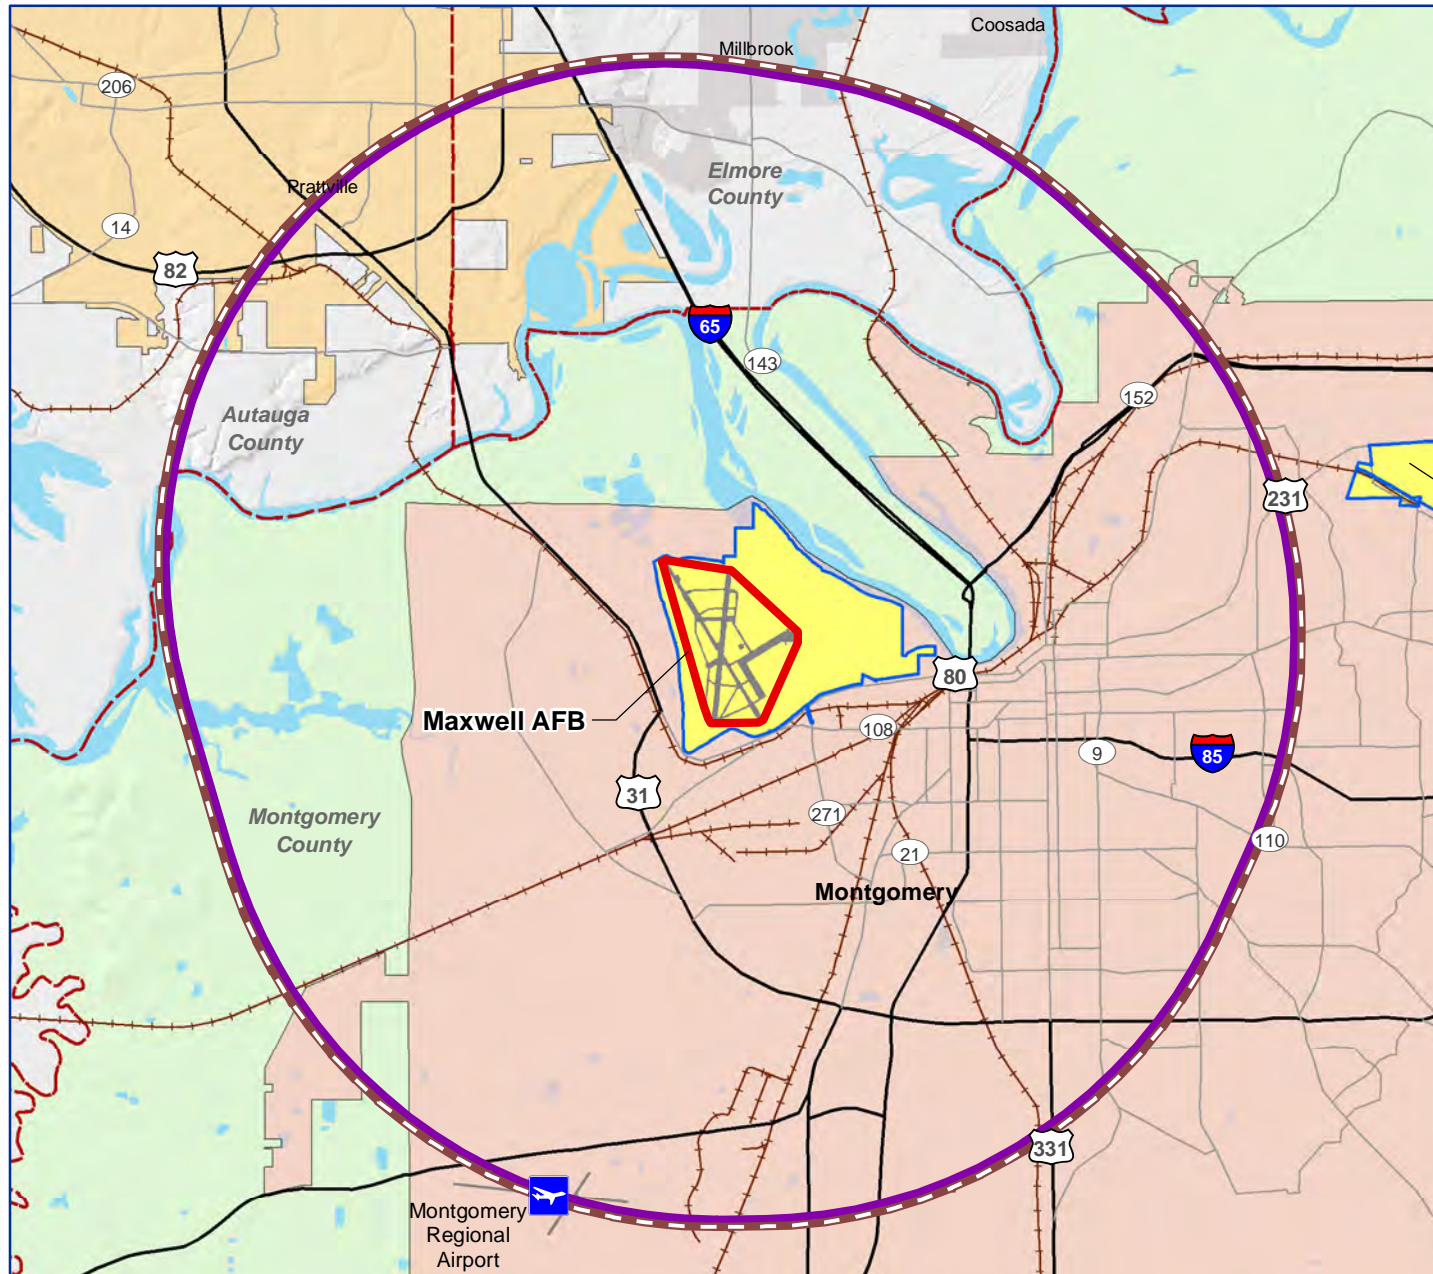 Coosada
Millbrook
206
Elmore
County
Prattville
14
82
65
143
152
Autauga
County
231
80
Maxwell AFB
108
9
85
31
271
Montgomery
County
110
21
Montgomery
331
Montgomery
Regional
Airport